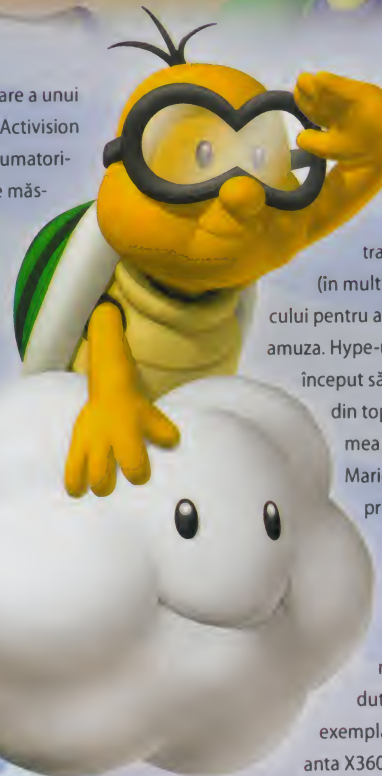 are a unui
Activision
umatori-
e măs-
tra
(în mult
cului pentru a
amuza. Hype-u
început să
din top
mea
Mario
pr
r
dut
exempla
anta X360